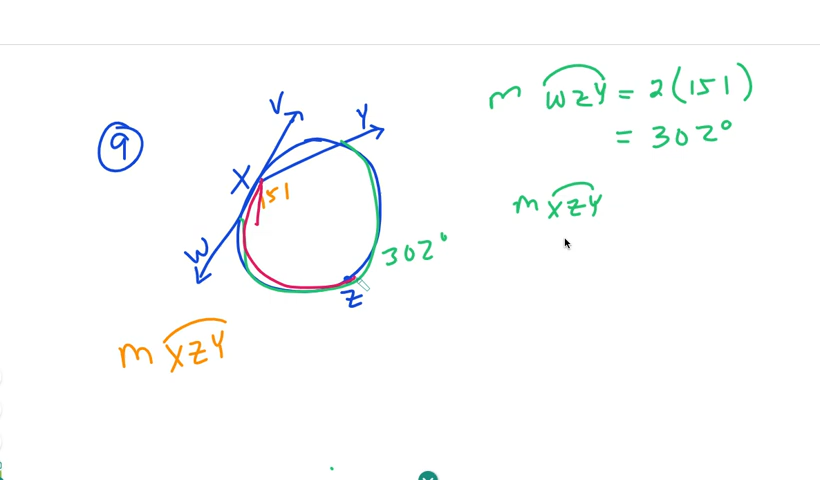 9
V
Y
X
151
W
302°
Z
m XZY
m WZY = 2(151)
= 302°
m XZY